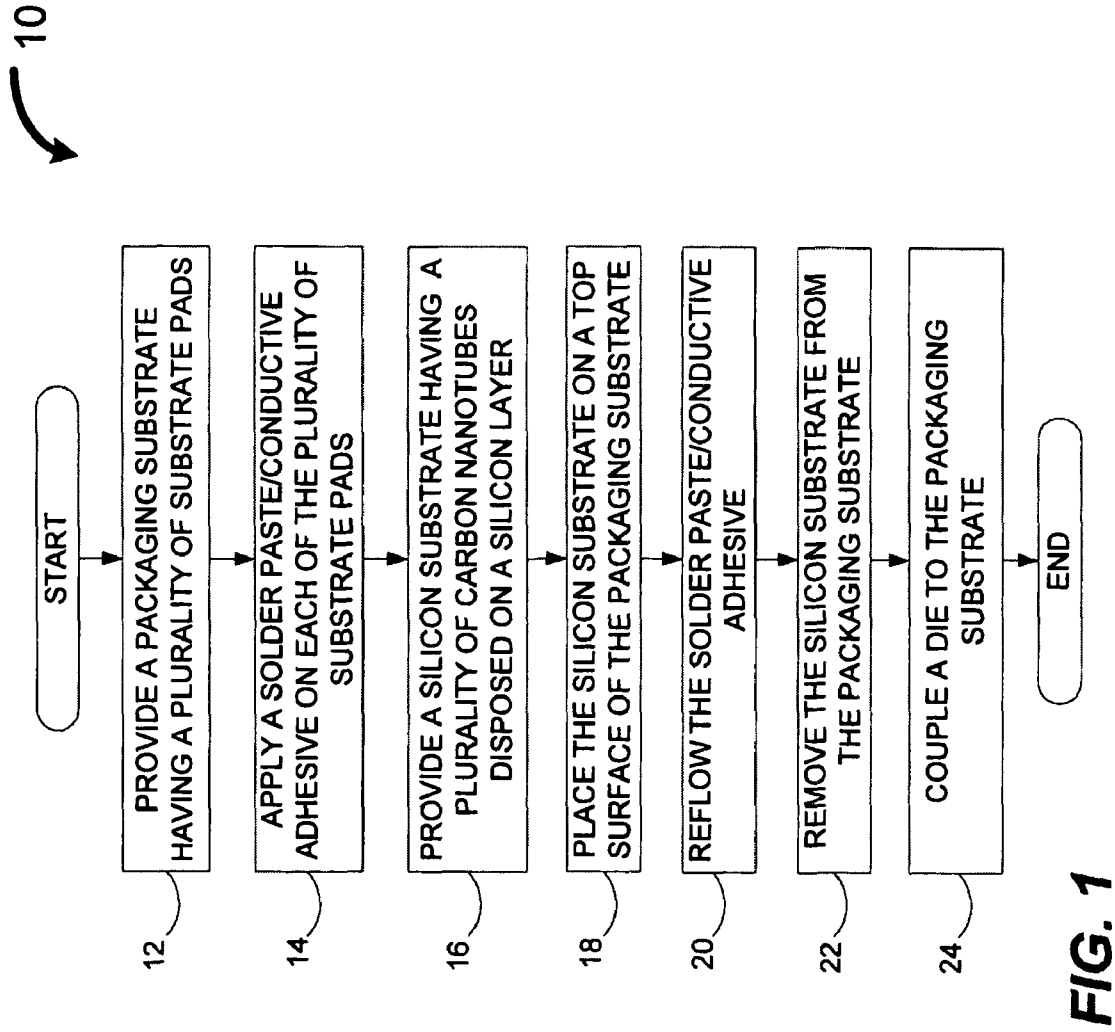 10
START
12
PROVIDE A PACKAGING SUBSTRATE
HAVING A PLURALITY OF SUBSTRATE PADS
14
APPLY A SOLDER PASTE/CONDUCTIVE
ADHESIVE ON EACH OF THE PLURALITY OF
SUBSTRATE PADS
16
PROVIDE A SILICON SUBSTRATE HAVING A
PLURALITY OF CARBON NANOTUBES
DISPOSED ON A SILICON LAYER
18
PLACE THE SILICON SUBSTRATE ON A TOP
SURFACE OF THE PACKAGING SUBSTRATE
20
REFLOW THE SOLDER PASTE/CONDUCTIVE
ADHESIVE
22
REMOVE THE SILICON SUBSTRATE FROM
THE PACKAGING SUBSTRATE
24
COUPLE A DIE TO THE PACKAGING
SUBSTRATE
END
FIG. 1